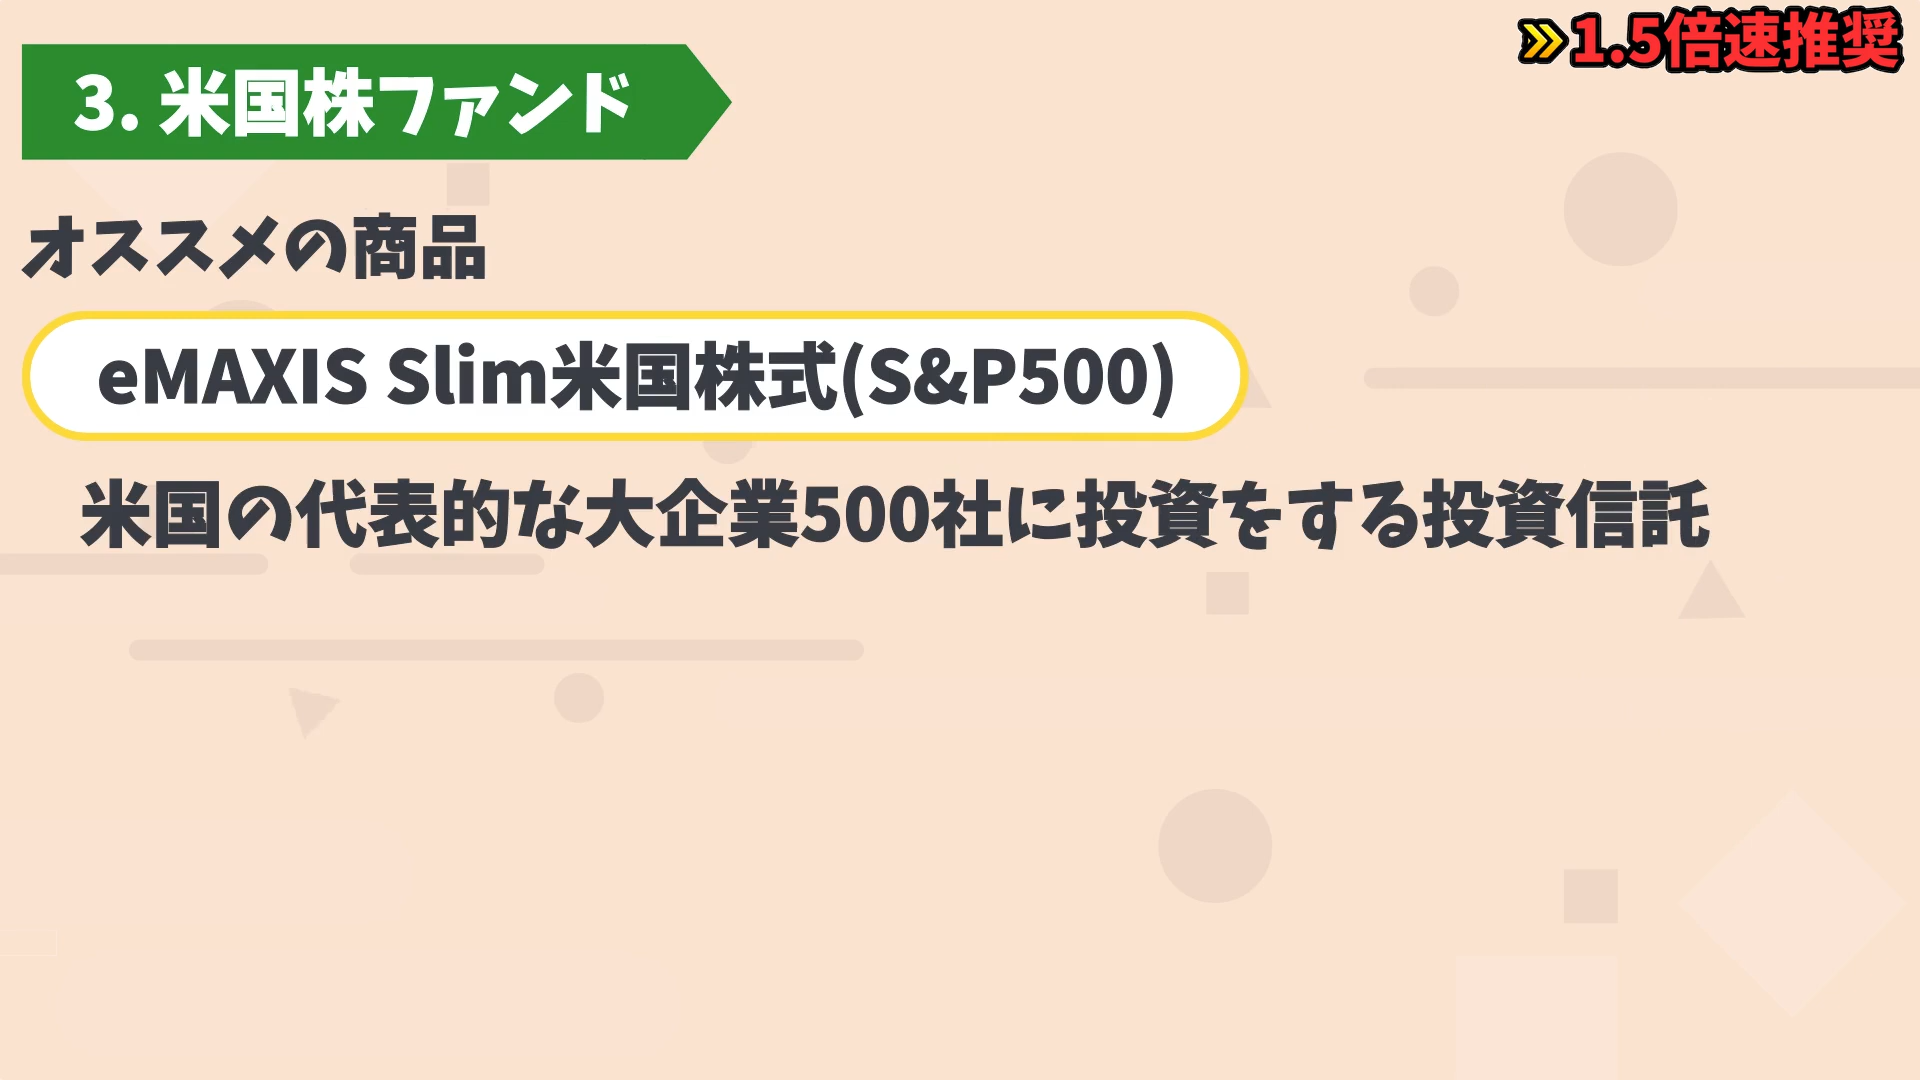 1.5倍速推奨
3. 米国株ファンド
オススメの商品
eMAXIS Slim米国株式(S&P500)
米国の代表的な大企業500社に投資をする投資信託